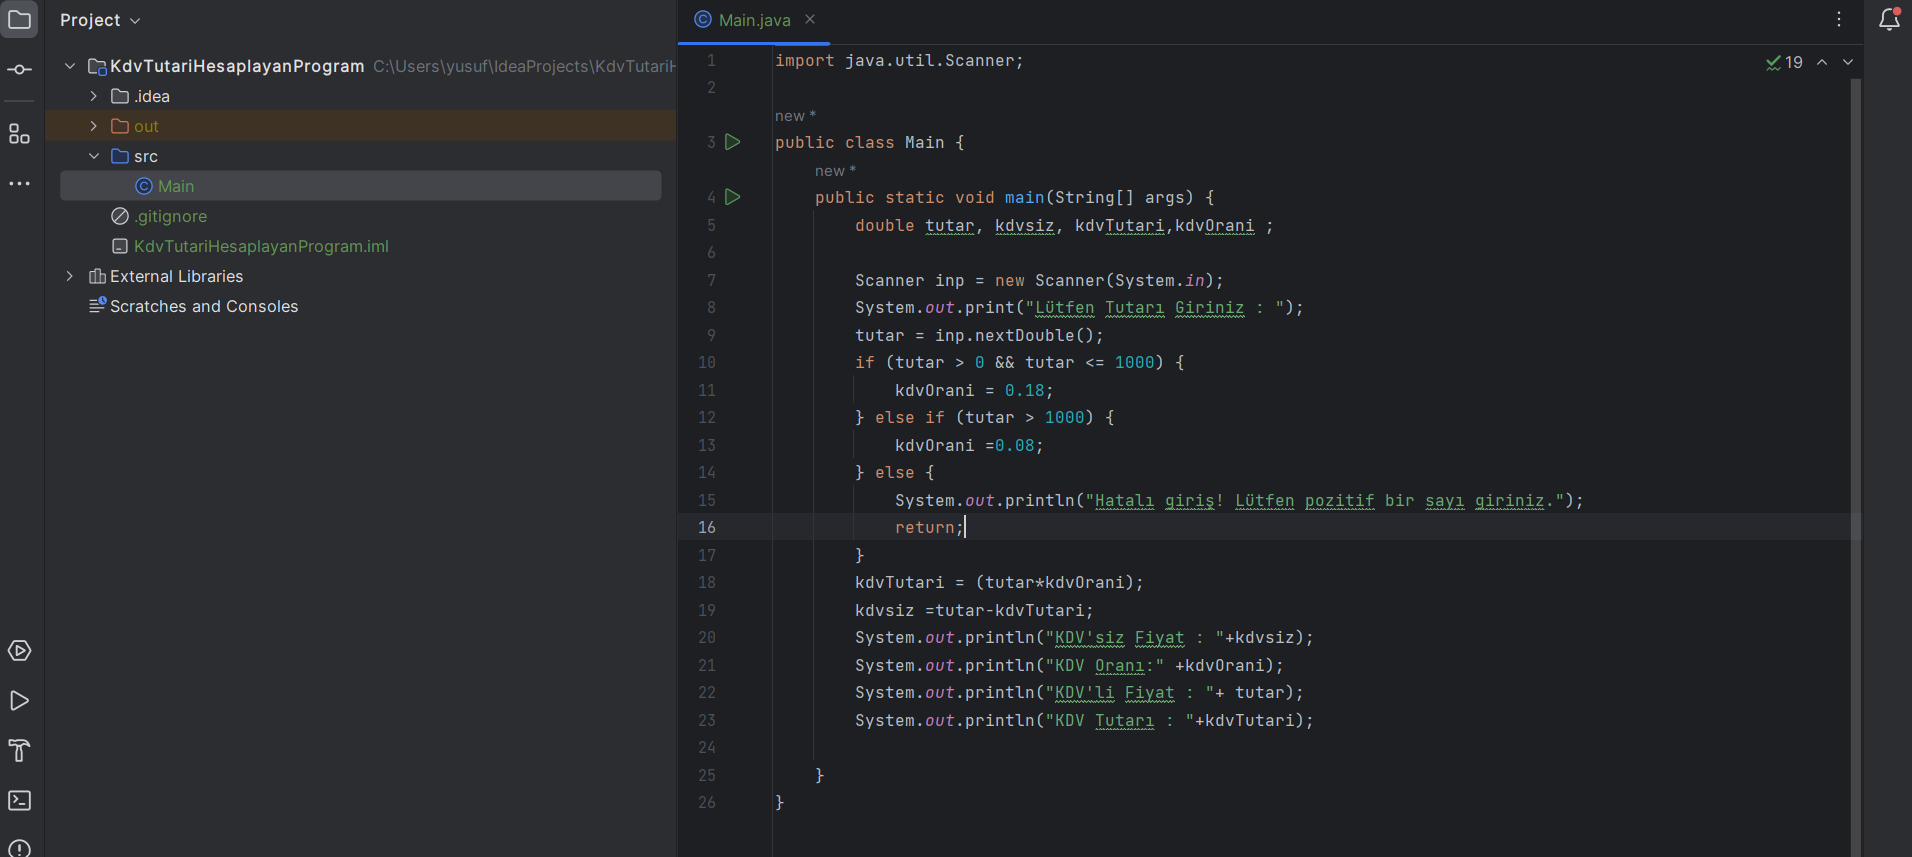 Project
KdvTutariHesaplayanProgram C:\Users\yusuf\IdeaProjects\KdvTutariH
.idea
out
src
Main
.gitignore
KdvTutariHesaplayanProgram.iml
External Libraries
Scratches and Consoles
Main.java
19
1 import java.util.Scanner;
2
new *
3 public class Main {
new *
4 public static void main(String[] args) {
5 double tutar, kdvsiz, kdvTutari,kdvOrani ;
6
7 Scanner inp = new Scanner(System.in);
8 System.out.print("Lütfen Tutarı Giriniz : ");
9 tutar = inp.nextDouble();
10 if (tutar > 0 && tutar <= 1000) {
11 kdvOrani = 0.18;
12 } else if (tutar > 1000) {
13 kdvOrani =0.08;
14 } else {
15 System.out.println("Hatalı giriş! Lütfen pozitif bir sayı giriniz.");
16 return;
17 }
18 kdvTutari = (tutar*kdvOrani);
19 kdvsiz =tutar-kdvTutari;
20 System.out.println("KDV'siz Fiyat : "+kdvsiz);
21 System.out.println("KDV Oranı:" +kdvOrani);
22 System.out.println("KDV'li Fiyat : "+ tutar);
23 System.out.println("KDV Tutarı : "+kdvTutari);
24
25 }
26 }